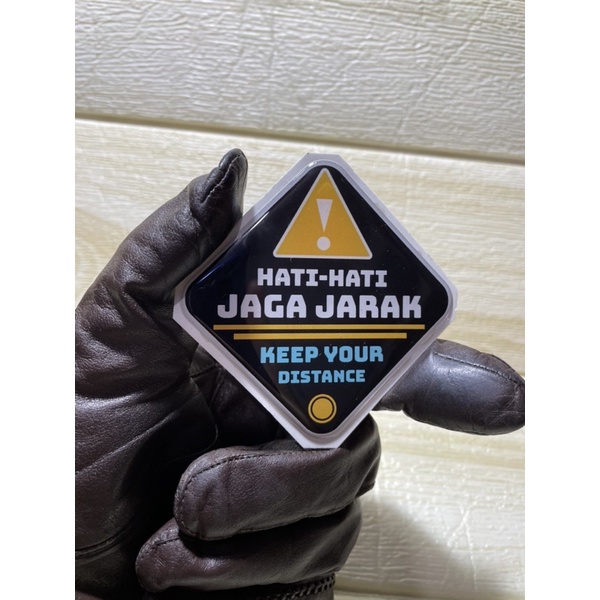 !
HATI-HATI
JAGA JARAK
KEEP YOUR
DISTANCE